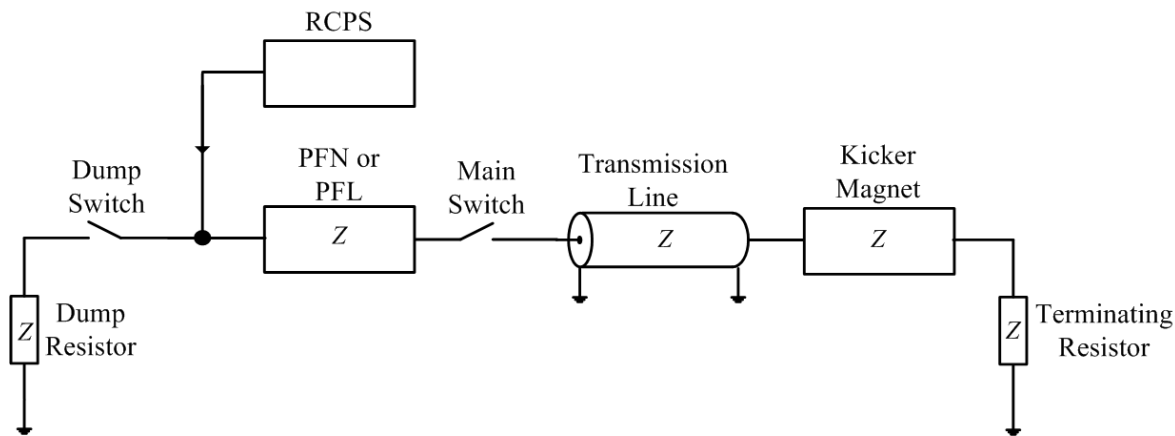 RCPS
Dump
Switch
PFN or
PFL
Z
Main
Switch
Transmission
Line
Z
Kicker
Magnet
Z
Z
Dump
Resistor
Z
Terminating
Resistor